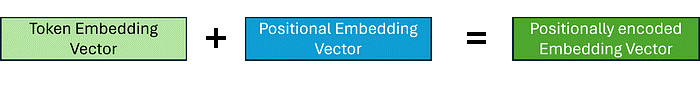 Token Embedding
Vector
+
Positional Embedding
Vector
=
Positionally encoded
Embedding Vector